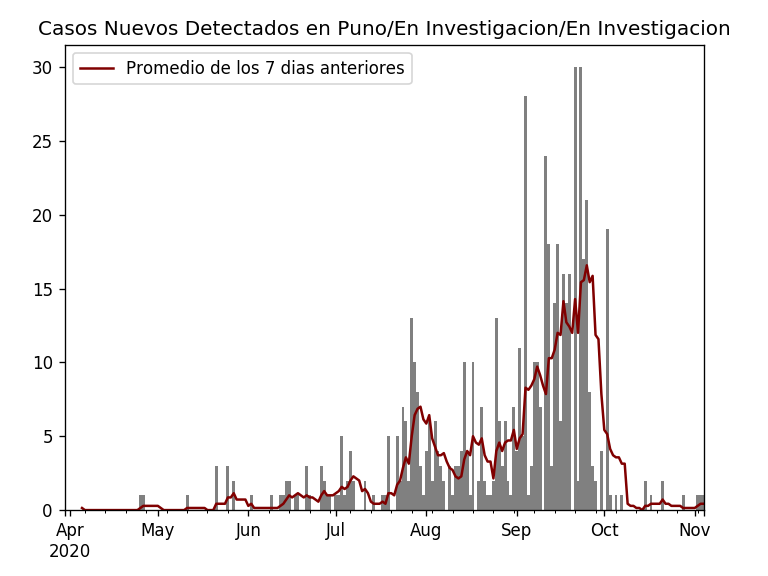 Casos Nuevos Detectados en Puno/En Investigacion/En Investigacion
Promedio de los 7 dias anteriores
30
25
20
15
10
5
0
Apr May Jun Jul Aug Sep Oct Nov
2020